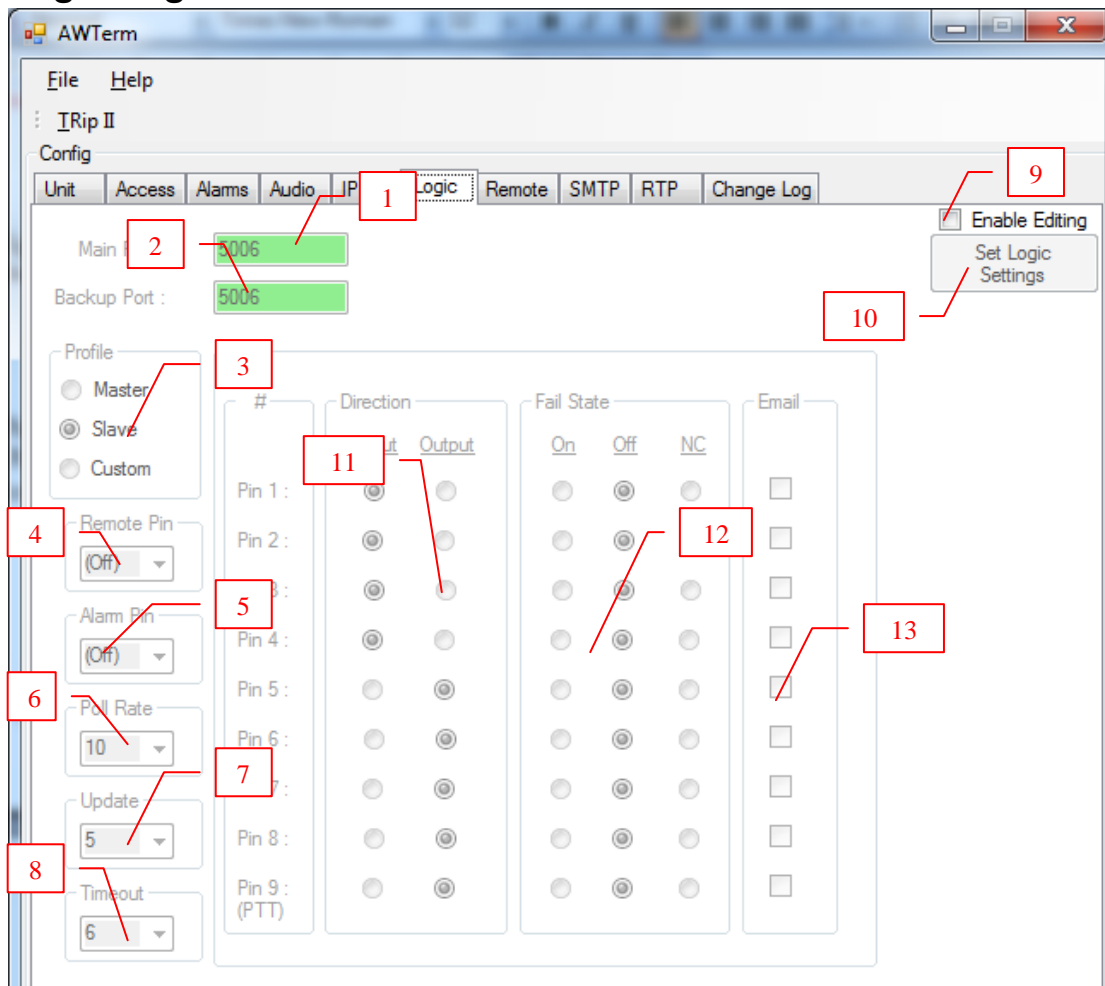 AWTerm
File Help
TRip II
Config
Unit Access Alarms Audio IP Logic Remote SMTP RTP Change Log
1
9
Enable Editing
Main 2 5006
Set Logic Settings
Backup Port : 5006
10
Profile
3
Master
Slave
Custom
# Direction Fail State Email
11 Output On Off NC
Pin 1 :
4 Remote Pin
(Off)
Pin 2 : 12
3 :
5 Alarm Pin
(Off)
Pin 4 : 13
Pin 5 :
6 Poll Rate
10
Pin 6 :
7
7 :
Update
5
Pin 8 :
8
Timeout
6
Pin 9 :
(PTT)